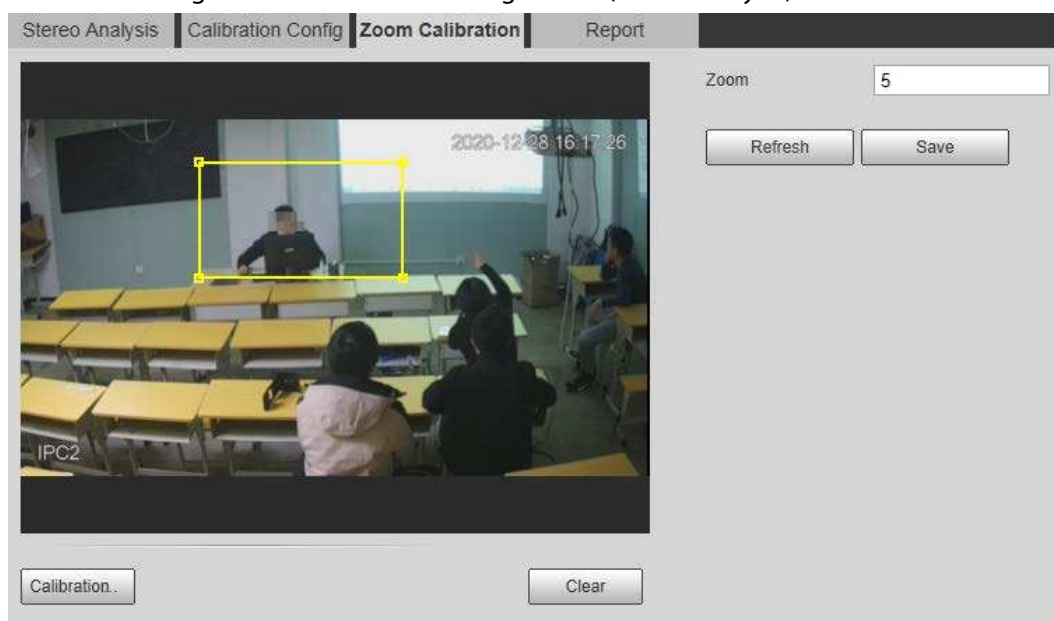 Stereo Analysis Calibration Config Zoom Calibration Report
Zoom 5
2020-12-28 16:17:26
Refresh Save
IPC2
Calibration..
Clear